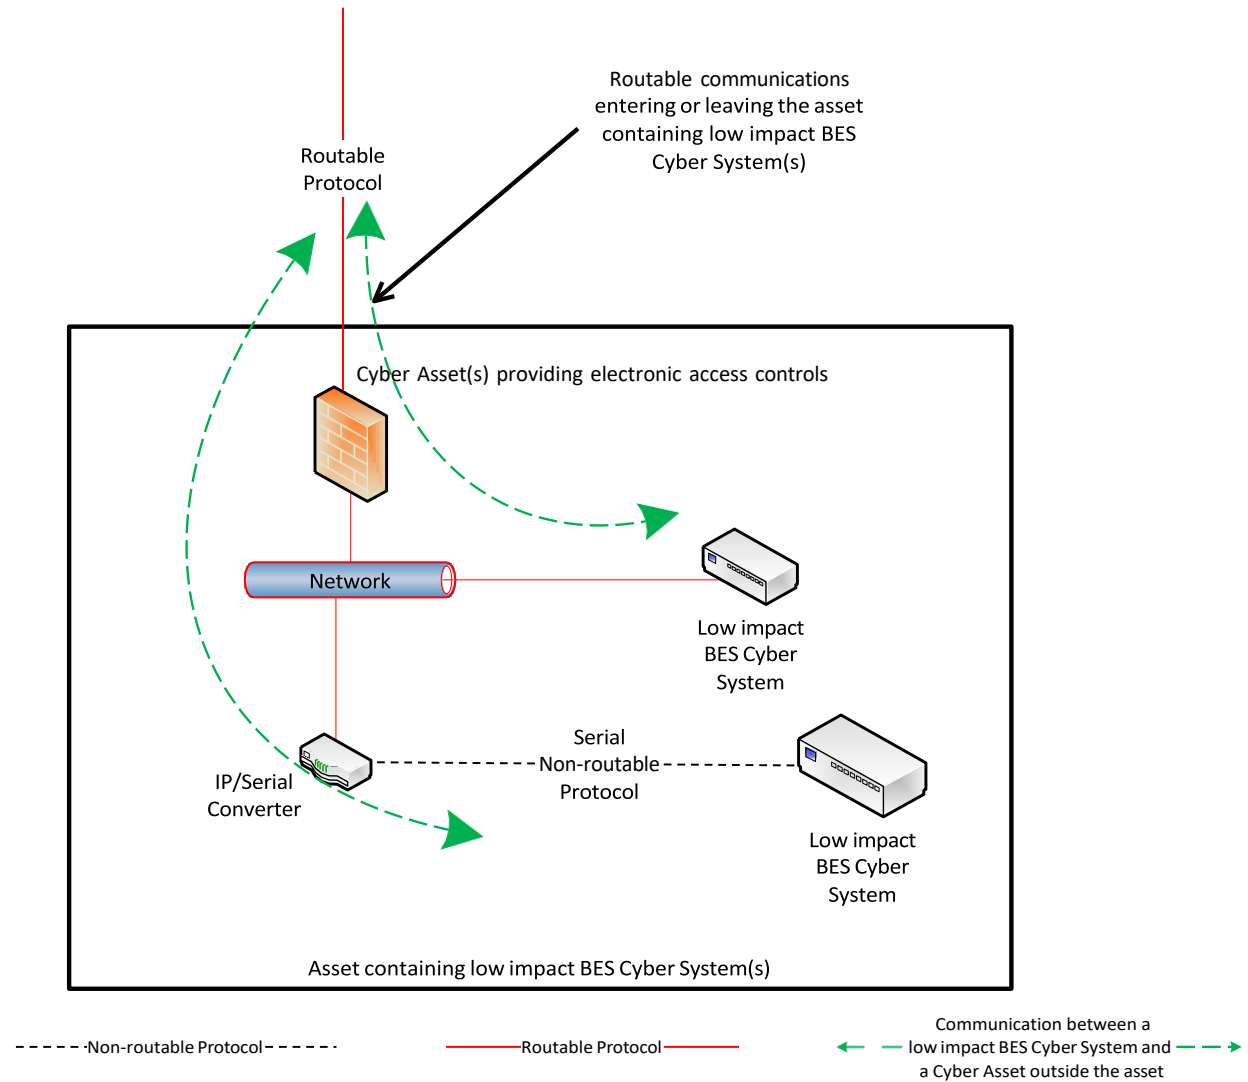 Routable communications
entering or leaving the asset
containing low impact BES
Cyber System(s)
Routable
Protocol
Cyber Asset(s) providing electronic access controls
Network
Low impact
BES Cyber
System
Serial
Non-routable
Protocol
IP/Serial
Converter
Low impact
BES Cyber
System
Asset containing low impact BES Cyber System(s)
Non-routable Protocol
Routable Protocol
Communication between a
low impact BES Cyber System and
a Cyber Asset outside the asset